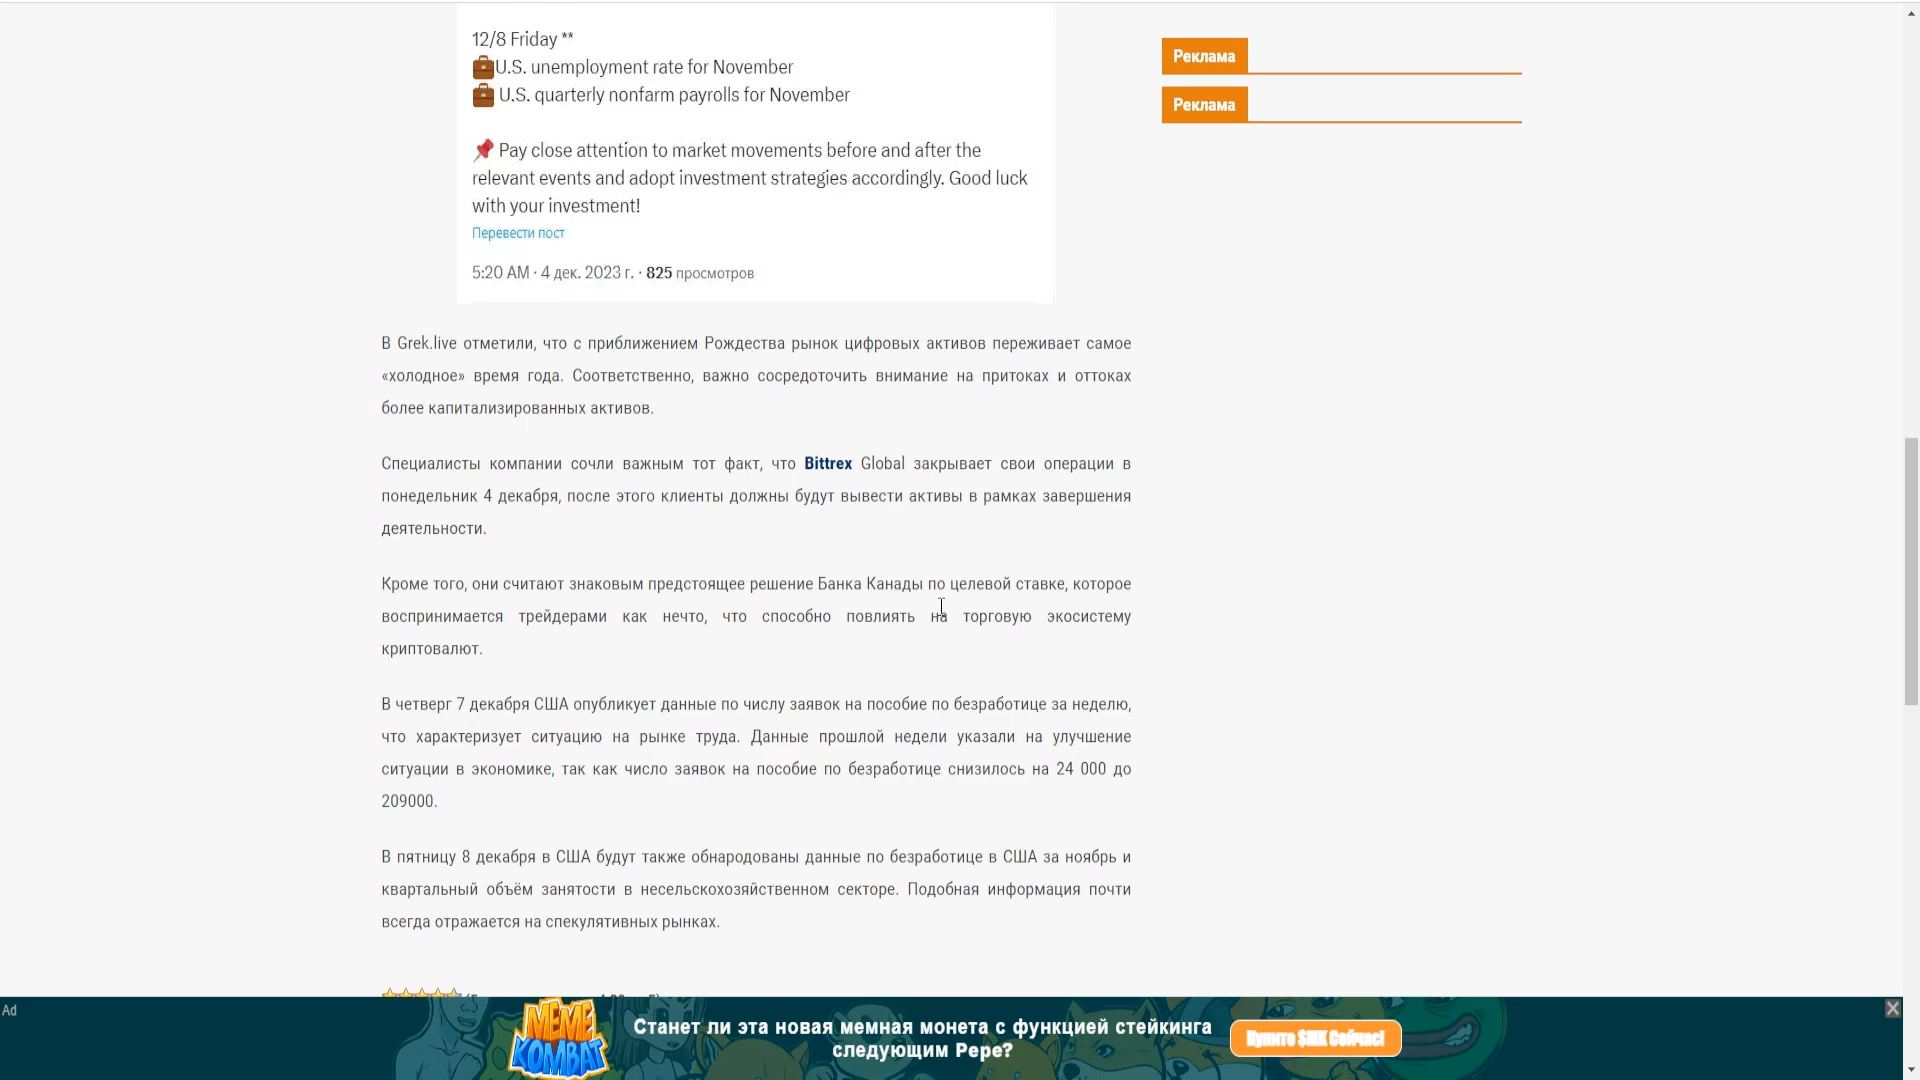 12/8 Friday **
U.S. unemployment rate for November
U.S. quarterly nonfarm payrolls for November
Pay close attention to market movements before and after the
relevant events and adopt investment strategies accordingly. Good luck
with your investment!
Перевести пост
5:20 AM · 4 дек. 2023 г. · 825 просмотров
Реклама
Реклама
В Grek.live отметили, что с приближением Рождества рынок цифровых активов переживает самое
«холодное» время года. Соответственно, важно сосредоточить внимание на притоках и оттоках
более капитализированных активов.
Специалисты компании сочли важным тот факт, что Bittrex Global закрывает свои операции в
понедельник 4 декабря, после этого клиенты должны будут вывести активы в рамках завершения
деятельности.
Кроме того, они считают знаковым предстоящее решение Банка Канады по целевой ставке, которое
воспринимается трейдерами как нечто, что способно повлиять на торговую экосистему
криптовалют.
В четверг 7 декабря США опубликует данные по числу заявок на пособие по безработице за неделю,
что характеризует ситуацию на рынке труда. Данные прошлой недели указали на улучшение
ситуации в экономике, так как число заявок на пособие по безработице снизилось на 24 000 до
209000.
В пятницу 8 декабря в США будут также обнародованы данные по безработице в США за ноябрь и
квартальный объём занятости в несельскохозяйственном секторе. Подобная информация почти
всегда отражается на спекулятивных рынках.
Ad
MEME
KOMBAT
Станет ли эта новая мемная монета с функцией стейкинга
следующим Pepe?
Купите $MK Сейчас!